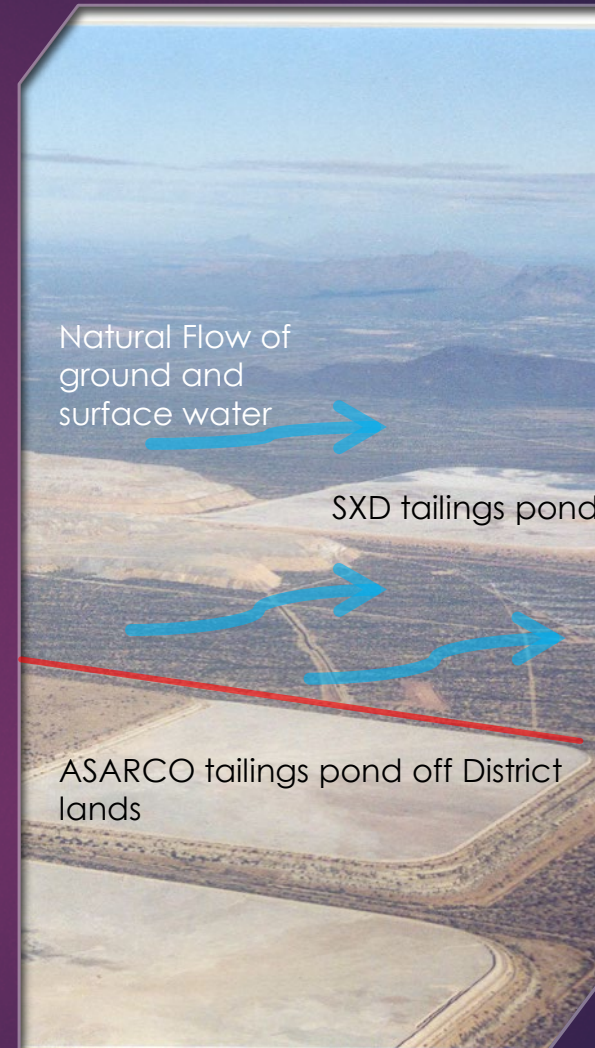 Natural Flow of
ground and
surface water
SXD tailings pond
ASARCO tailings pond off District
lands